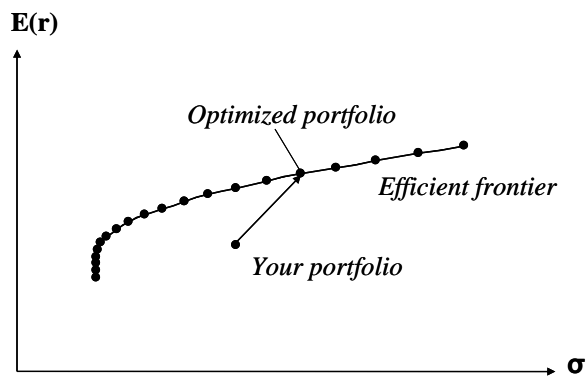 E(r)
Optimized portfolio
Efficient frontier
Your portfolio
σ